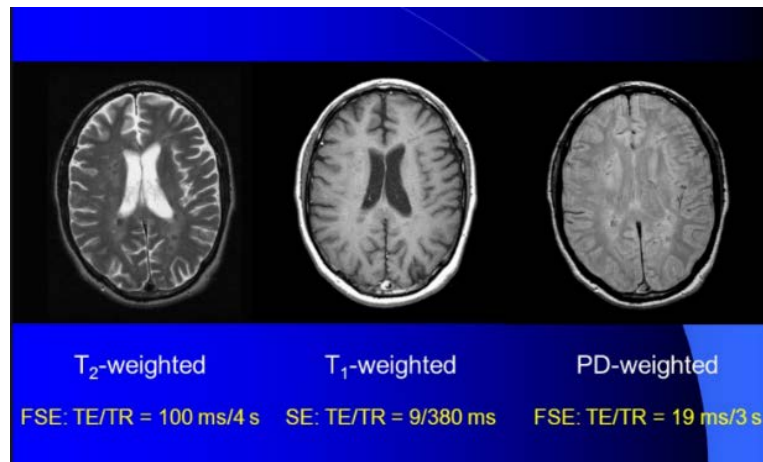 T₂-weighted
T₁-weighted
PD-weighted
FSE: TE/TR = 100 ms/4 s
SE: TE/TR = 9/380 ms
FSE: TE/TR = 19 ms/3 s